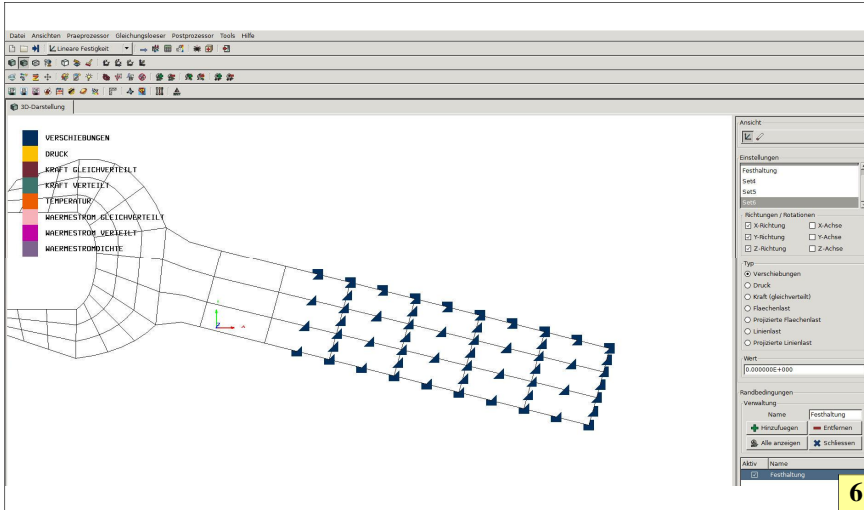 Datei Ansichten Praeprozessor Gleichungsloeser Postprozessor Tools Hilfe
Lineare Festigkeit
3D-Darstellung
VERSCHIEBUNGEN
DRUCK
KRAFT GLEICHVERTEILT
KRAFT VERTEILT
TEMPERATUR
WAERMESTROM GLEICHVERTEILT
WAERMESTROM VERTEILT
WAERMESTROMDICHTE
Ansicht
Einstellungen
Festhaltung
Set4
Set5
Set6
Richtungen / Rotationen
X-Richtung X-Achse
Y-Richtung Y-Achse
Z-Richtung Z-Achse
Typ
Verschiebungen
Druck
Kraft (gleichverteilt)
Flaechenlast
Projizierte Flaechenlast
Linienlast
Projizierte Linienlast
Wert
0.000000E+000
Randbedingungen
Verwaltung
Name Festhaltung
Hinzufuegen Entfernen
Alle anzeigen Schliessen
Aktiv Name
Festhaltung
6